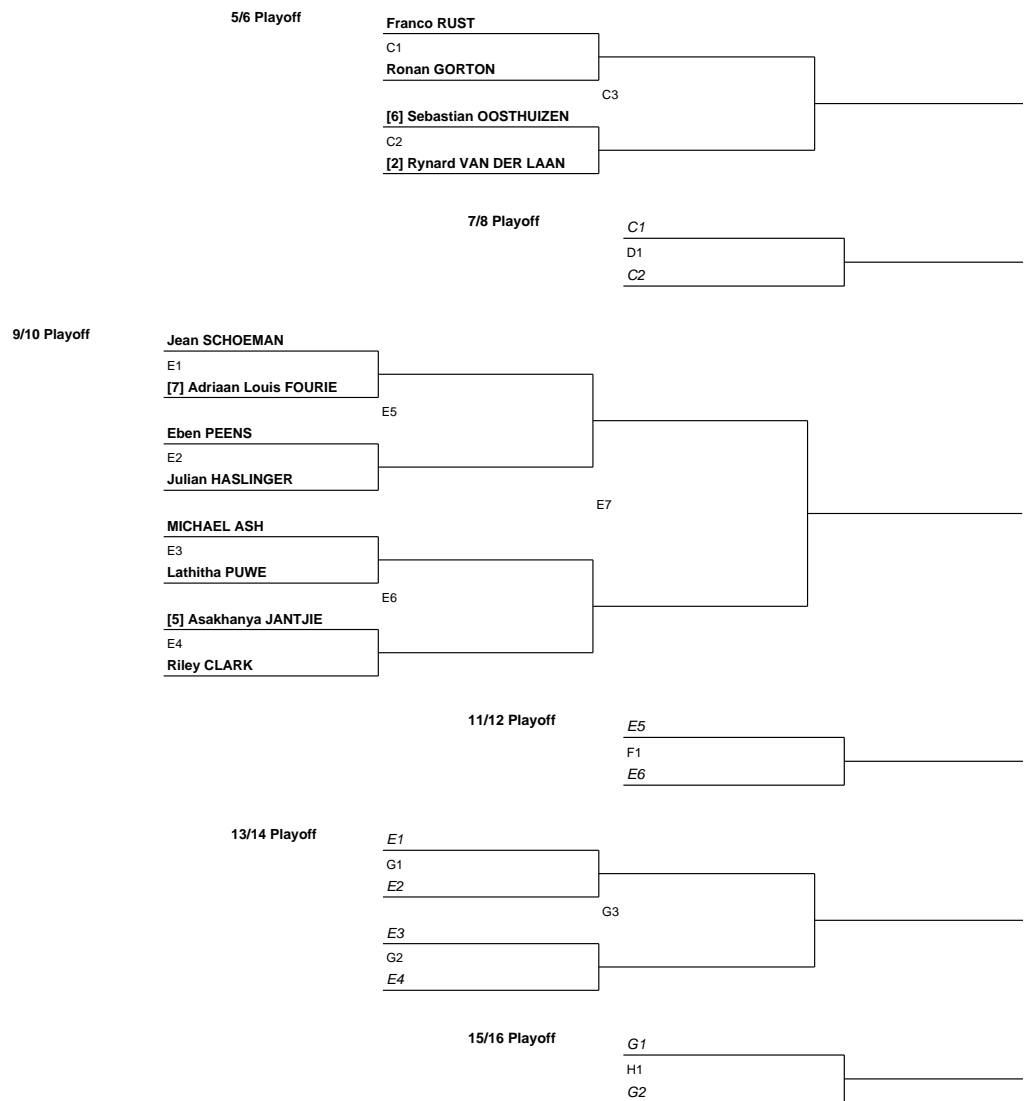 5/6 Playoff
Franco RUST
C1
Ronan GORTON
C3
[6] Sebastian OOSTHUIZEN
C2
[2] Rynard VAN DER LAAN
7/8 Playoff
C1
D1
C2
9/10 Playoff
Jean SCHOEMAN
E1
[7] Adriaan Louis FOURIE
E5
Eben PEENS
E2
Julian HASLINGER
E7
MICHAEL ASH
E3
Lathitha PUWE
E6
[5] Asakhanya JANTJIE
E4
Riley CLARK
11/12 Playoff
E5
F1
E6
13/14 Playoff
E1
G1
E2
G3
E3
G2
E4
15/16 Playoff
G1
H1
G2